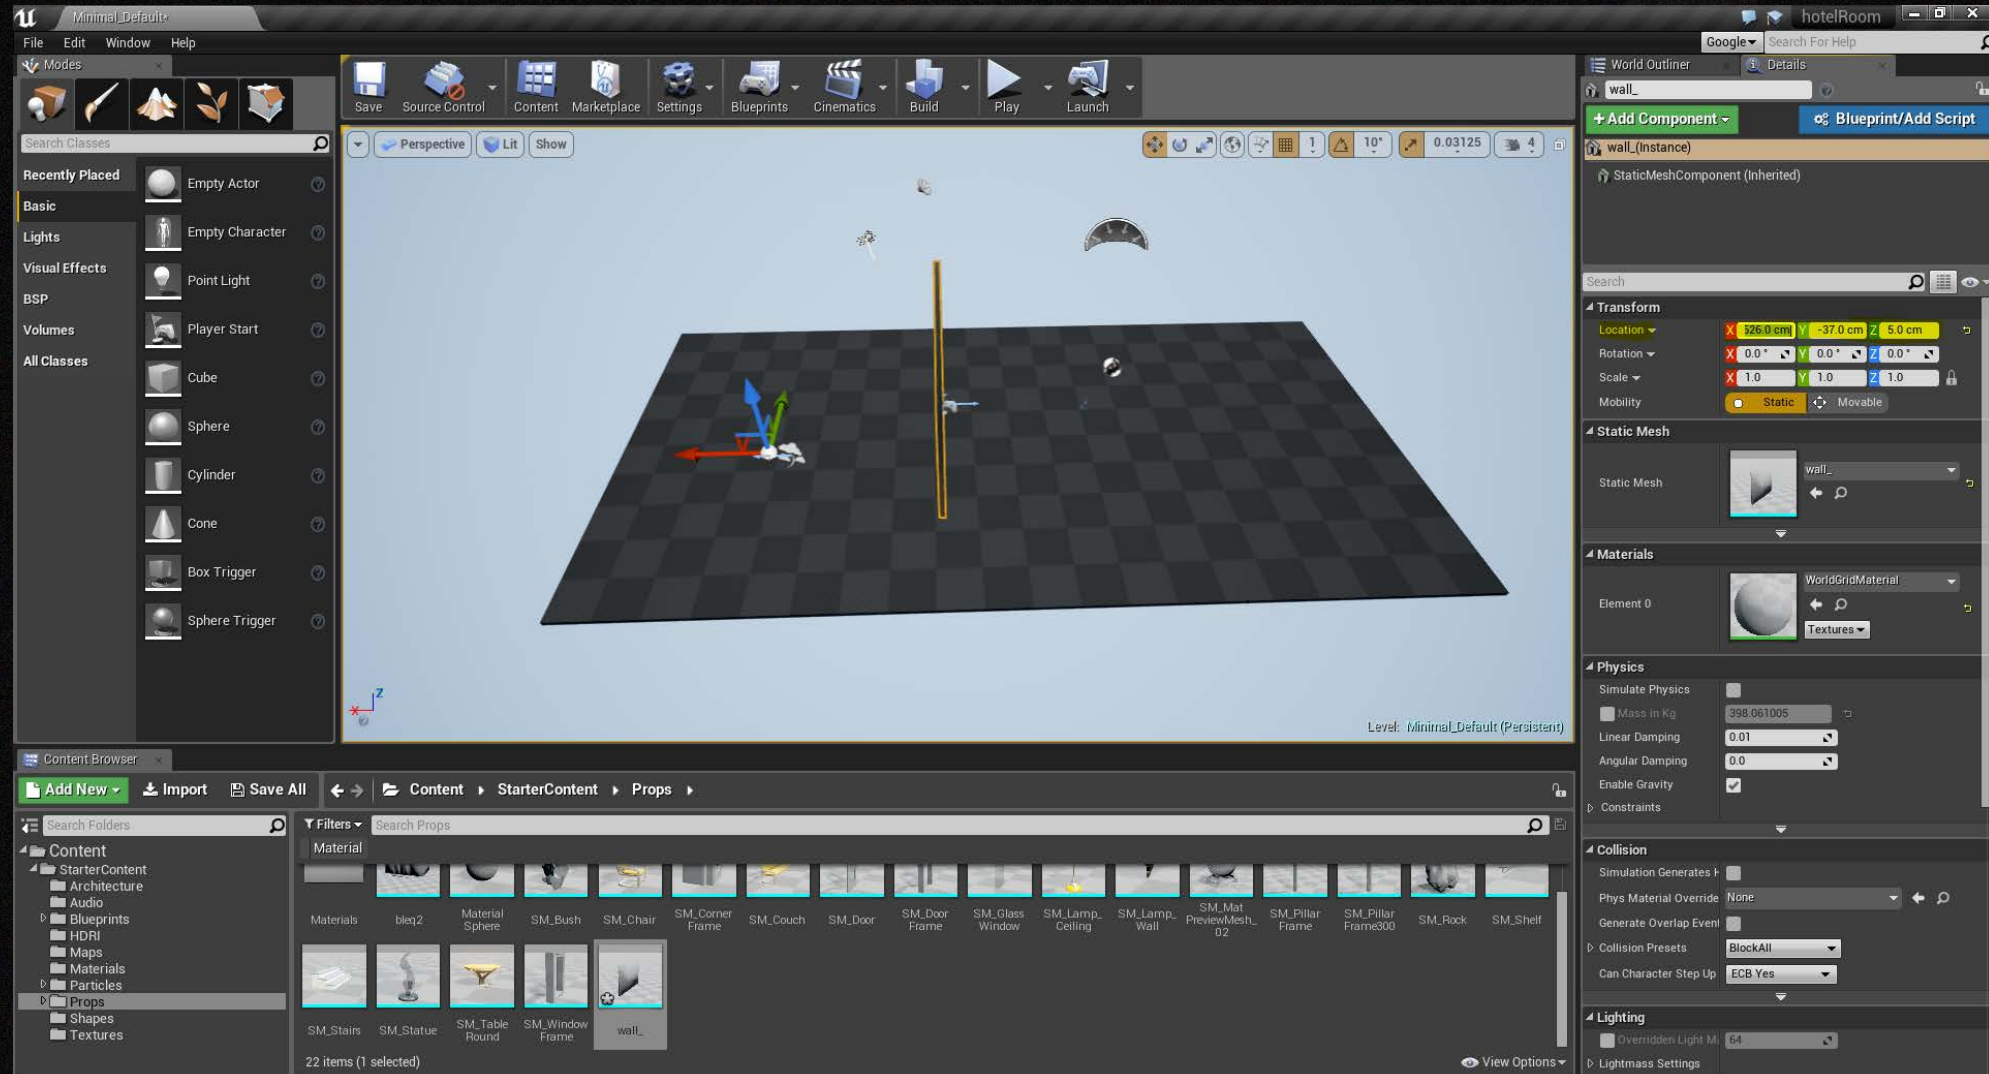 Minimal_Default*
hotelRoom
File Edit Window Help
Google
Search For Help
Modes
Save
Source Control
Content
Marketplace
Settings
Blueprints
Cinematics
Build
Play
Launch
World Outliner
Details
wall_
+Add Component
Blueprint/Add Script
wall_(Instance)
StaticMeshComponent (Inherited)
Search Classes
Recently Placed
Basic
Lights
Visual Effects
BSP
Volumes
All Classes
Empty Actor
Empty Character
Point Light
Player Start
Cube
Sphere
Cylinder
Cone
Box Trigger
Sphere Trigger
Perspective
Lit
Show
1
10°
0.03125
4
Z
X
Level: Minimal_Default (Persistent)
Search
Transform
Location X 526.0 cm Y -37.0 cm Z 5.0 cm
Rotation X 0.0 ° Y 0.0 ° Z 0.0 °
Scale X 1.0 Y 1.0 Z 1.0
Mobility Static Movable
Static Mesh
Static Mesh wall_
Materials
Element 0 WorldGridMaterial
Textures
Physics
Simulate Physics
Mass in Kg 398.061005
Linear Damping 0.01
Angular Damping 0.0
Enable Gravity
Constraints
Collision
Simulation Generates H
Phys Material Override None
Generate Overlap Event
Collision Presets BlockAll
Can Character Step Up ECB Yes
Lighting
Overridden Light M 64
Lightmass Settings
Content Browser
Add New
Import
Save All
Content
StarterContent
Props
Search Folders
Filters
Search Props
Material
Content
StarterContent
Architecture
Audio
Blueprints
HDRI
Maps
Materials
Particles
Props
Shapes
Textures
Materials
bleq2
Material
Sphere
SM_Bush
SM_Chair
SM_Corner
Frame
SM_Couch
SM_Door
SM_Door
Frame
SM_Glass
Window
SM_Lamp_
Ceiling
SM_Lamp_
Wall
SM_Mat
PreviewMesh_
02
SM_Pillar
Frame
SM_Pillar
Frame300
SM_Rock
SM_Shelf
SM_Stairs
SM_Statue
SM_Table
Round
SM_Window
Frame
wall_
22 items (1 selected)
View Options